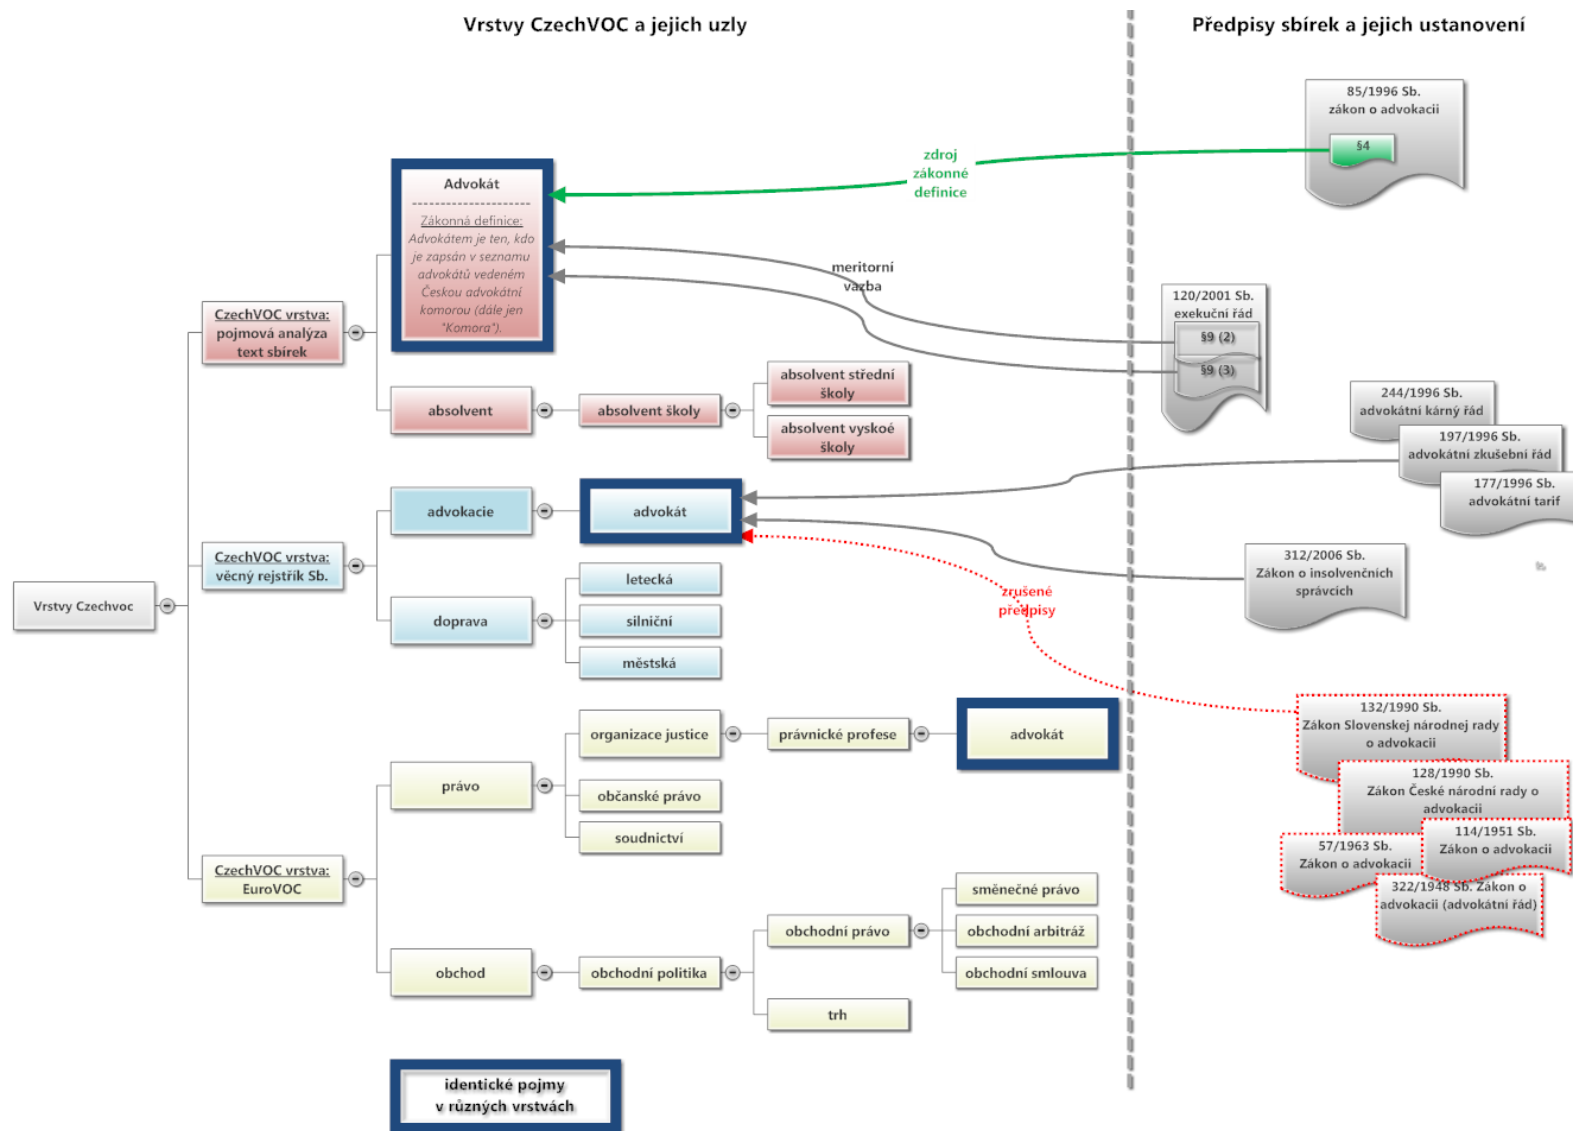 Vrstvy CzechVOC a jejich uzly
Předpisy sbírek a jejich ustanovení
85/1996 Sb.
zákon o advokacii
§4
zdroj
zákonné
definice
Advokát
----------------------
Zákonná definice:
Advokátem je ten, kdo
je zapsán v seznamu
advokátů vedeném
Českou advokátní
komorou (dále jen
"Komora").
meritorní
vazba
120/2001 Sb.
exekuční řád
§9 (2)
§9 (3)
CzechVOC vrstva:
pojmová analýza
text sbírek
absolvent
absolvent školy
absolvent střední
školy
absolvent vyskoé
školy
244/1996 Sb.
advokátní kárný řád
197/1996 Sb.
advokátní zkušební řád
177/1996 Sb.
advokátní tarif
CzechVOC vrstva:
věcný rejstřík Sb.
advokacie
advokát
312/2006 Sb.
Zákon o insolvenčních
správcích
Vrstvy Czechvoc
doprava
letecká
silniční
městská
zrušené
předpisy
132/1990 Sb.
Zákon Slovenskej národnej rady
o advokacii
128/1990 Sb.
Zákon České národní rady o
advokacii
114/1951 Sb.
Zákon o advokacii
57/1963 Sb.
Zákon o advokacii
322/1948 Sb. Zákon o
advokacii (advokátní řád)
CzechVOC vrstva:
EuroVOC
právo
organizace justice
právnické profese
advokát
občanské právo
soudnictví
obchod
obchodní politika
obchodní právo
směnečné právo
obchodní arbitráž
obchodní smlouva
trh
identické pojmy
v různých vrstvách